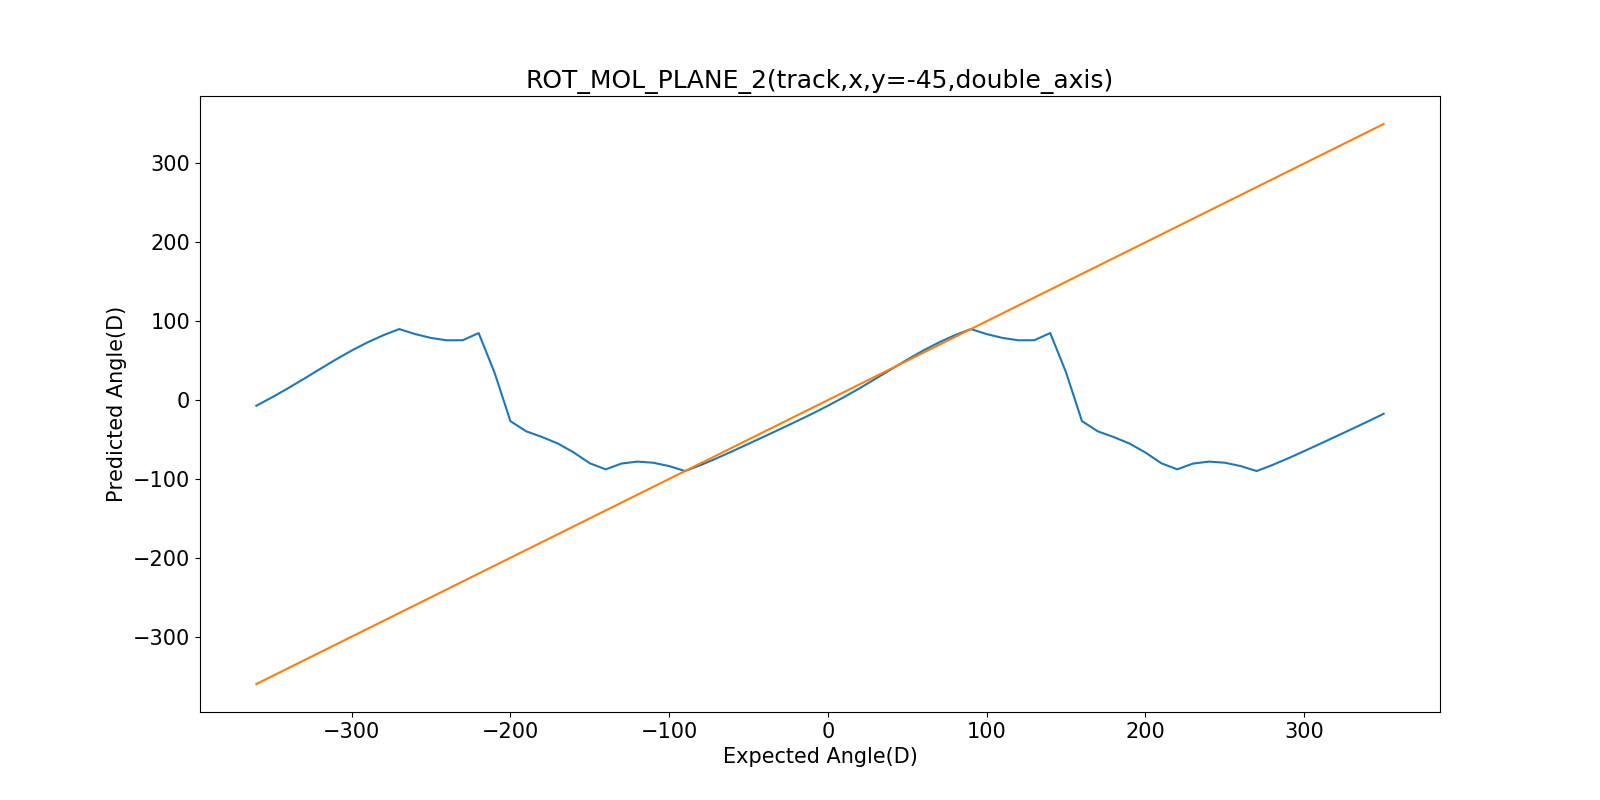 ROT_MOL_PLANE_2(track,x,y=-45,double_axis)
300
200
100
0
−100
−200
−300
Predicted Angle(D)
−300 −200 −100 0 100 200 300
Expected Angle(D)